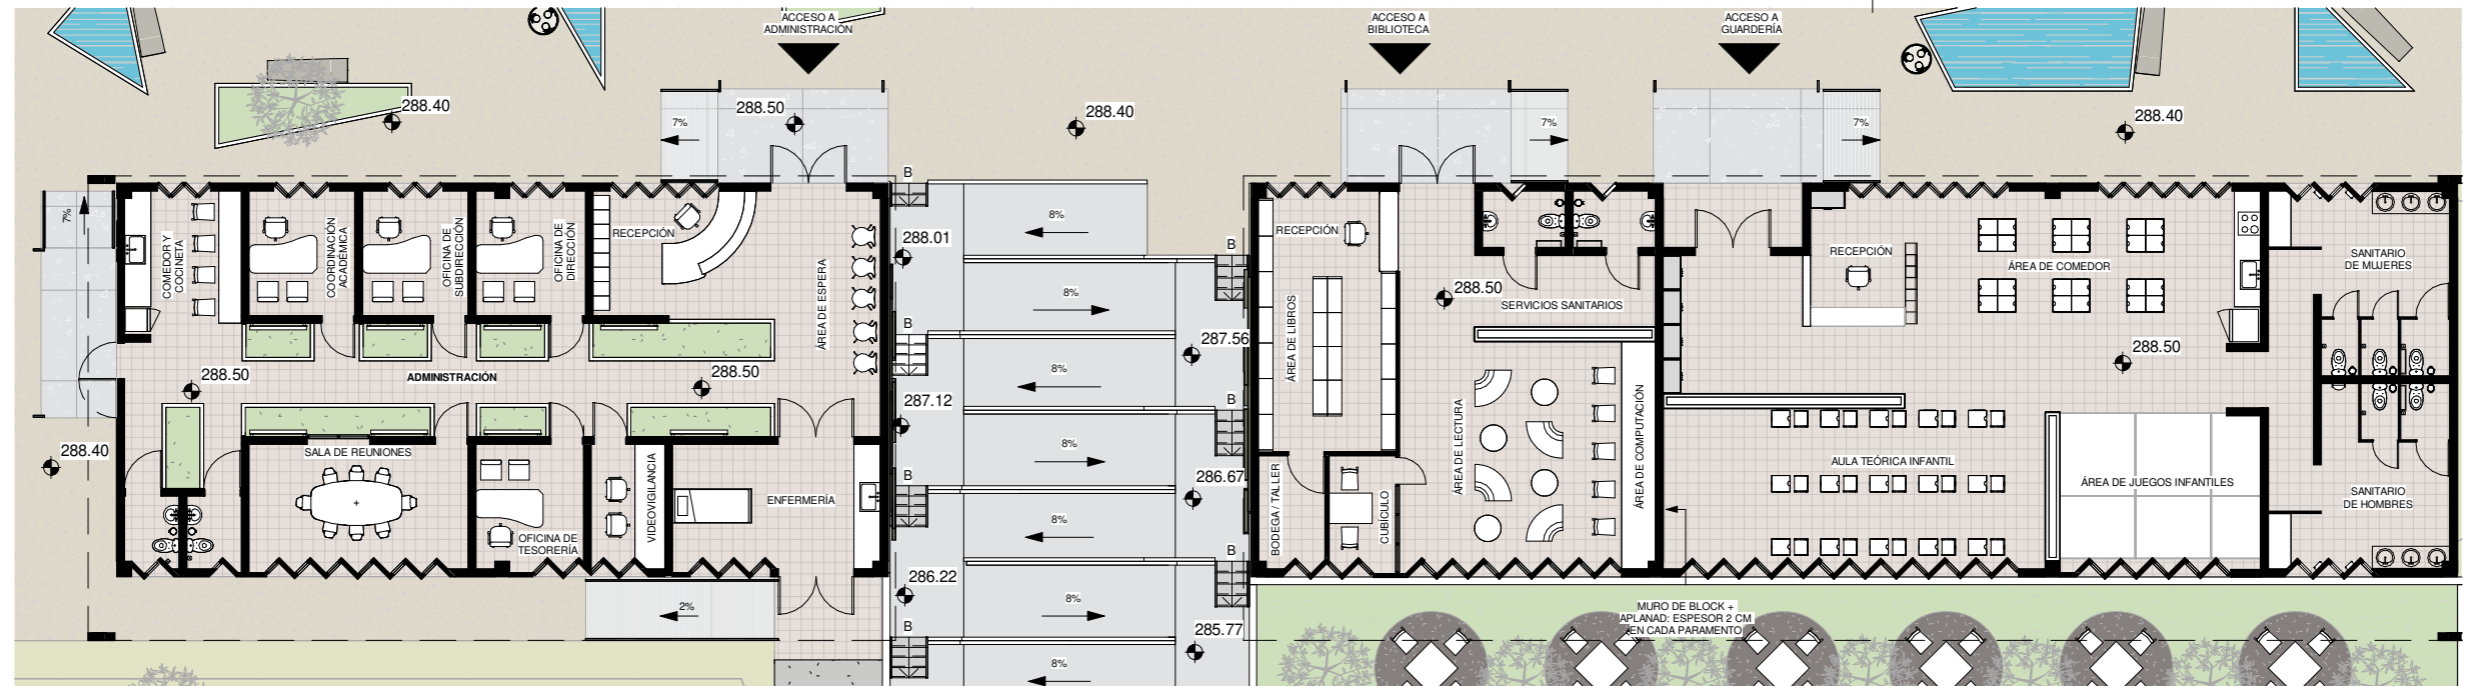 ACCESO A
ADMINISTRACIÓN
ACCESO A
BIBLIOTECA
ACCESO A
GUARDERÍA
288.40
288.50
288.40
288.40
7%
7%
7%
7%
B
8%
288.01
B
COMEDOR Y
COCINETA
COORDINACIÓN
ACADÉMICA
OFICINA DE
SUBDIRECCIÓN
OFICINA DE
DIRECCIÓN
RECEPCIÓN
ÁREA DE ESPERA
RECEPCIÓN
ÁREA DE LIBROS
288.50
SERVICIOS SANITARIOS
RECEPCIÓN
ÁREA DE COMEDOR
SANITARIO
DE MUJERES
8%
B
287.56
288.50
ADMINISTRACIÓN
288.50
8%
287.12
B
288.50
ÁREA DE LECTURA
ÁREA DE COMPUTACIÓN
288.40
SALA DE REUNIONES
OFICINA DE
TESORERÍA
VIDEOVIGILANCIA
ENFERMERÍA
8%
B
286.67
BODEGA / TALLER
CUBÍCULO
AULA TEÓRICA INFANTIL
ÁREA DE JUEGOS INFANTILES
SANITARIO
DE HOMBRES
8%
B
286.22
2%
8%
B
285.77
8%
MURO DE BLOCK +
APLANAD: ESPESOR 2 CM
EN CADA PARAMENTO